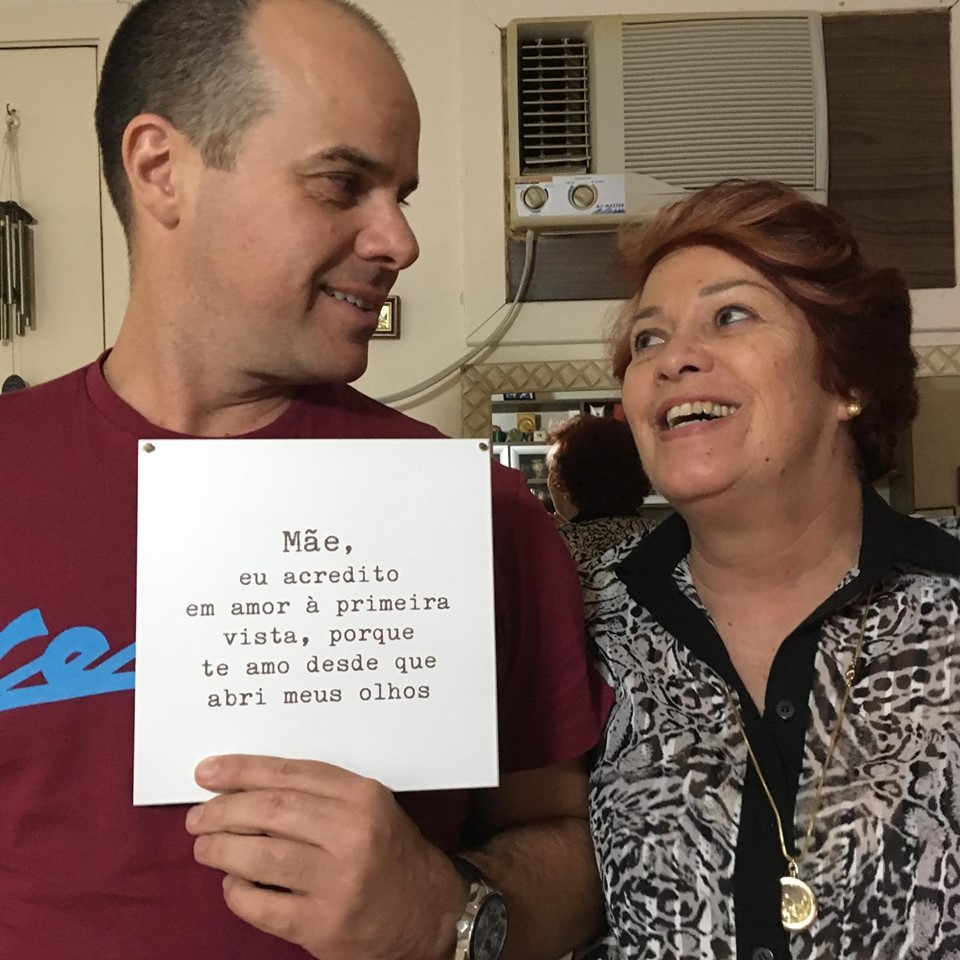 Mãe,
eu acredito
em amor à primeira
vista, porque
te amo desde que
abri meus olhos